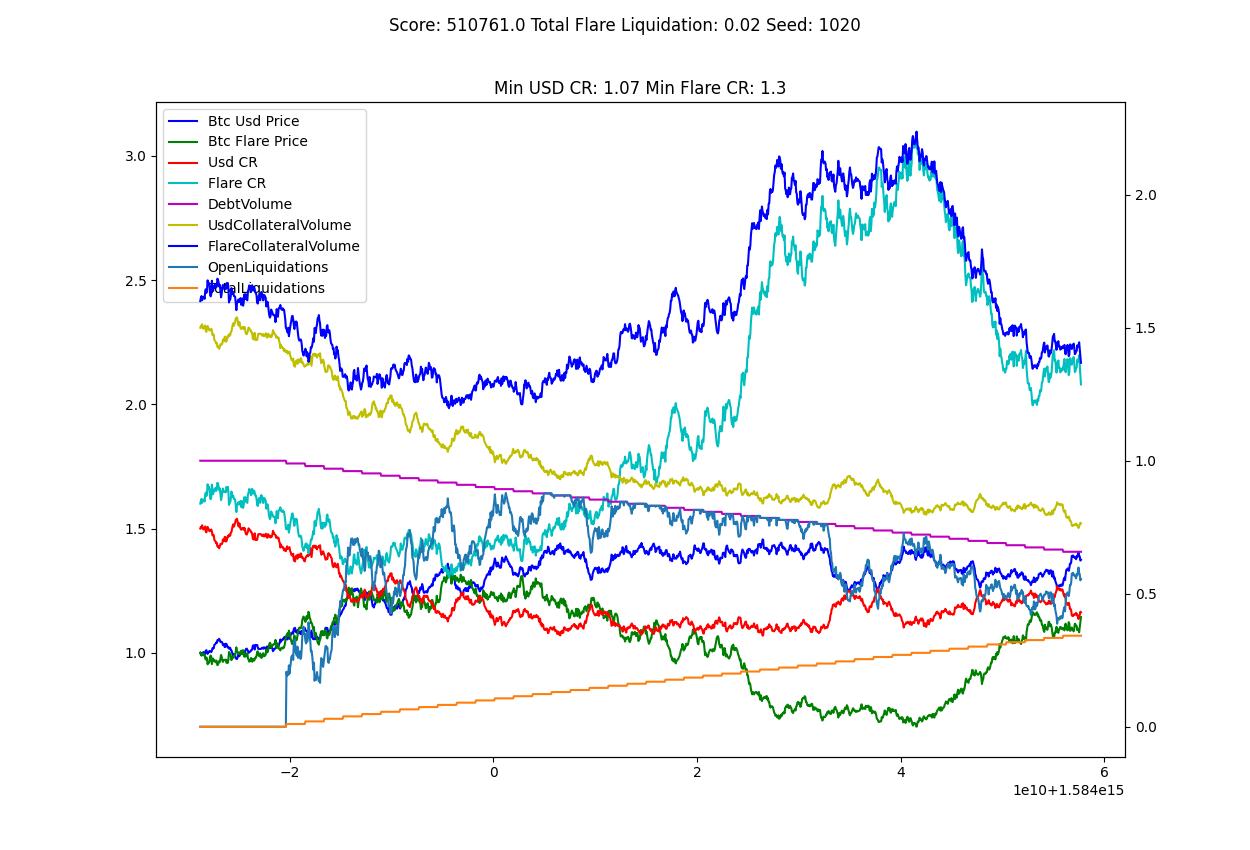 Score: 510761.0 Total Flare Liquidation: 0.02 Seed: 1020
Min USD CR: 1.07 Min Flare CR: 1.3
Btc Usd Price
Btc Flare Price
Usd CR
Flare CR
DebtVolume
UsdCollateralVolume
FlareCollateralVolume
OpenLiquidations
TotalLiquidations
3.0
2.5
2.0
1.5
1.0
2.0
1.5
1.0
0.5
0.0
−2
0
2
4
6
1e10+1.584e15